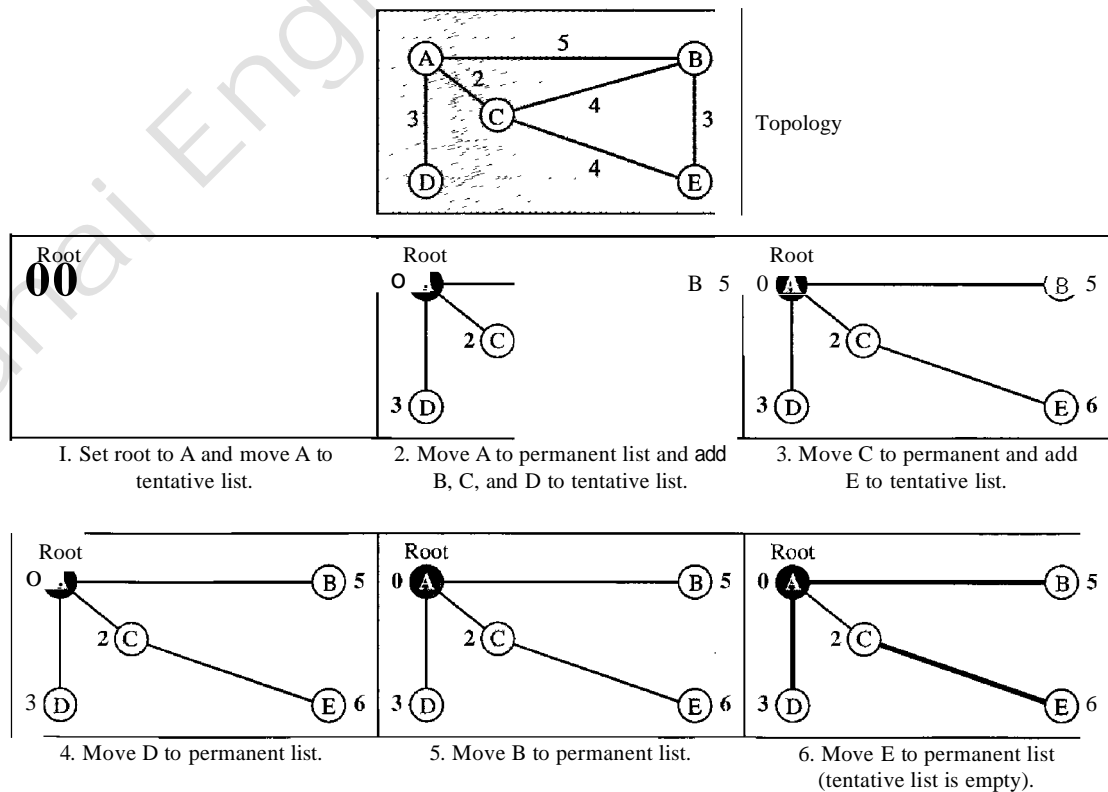 A 5 B
2
C
3 4 3
Topology
4
D E
Root
00
I. Set root to A and move A to
tentative list.
Root
O B 5
2 C
3 D
2. Move A to permanent list and add
B, C, and D to tentative list.
Root
0 A B 5
2 C
3 D E 6
3. Move C to permanent and add
E to tentative list.
Root
O B 5
2 C
3 D E 6
4. Move D to permanent list.
Root
0 A B 5
2 C
3 D E 6
5. Move B to permanent list.
Root
0 A B 5
2 C
3 D E 6
6. Move E to permanent list
(tentative list is empty).